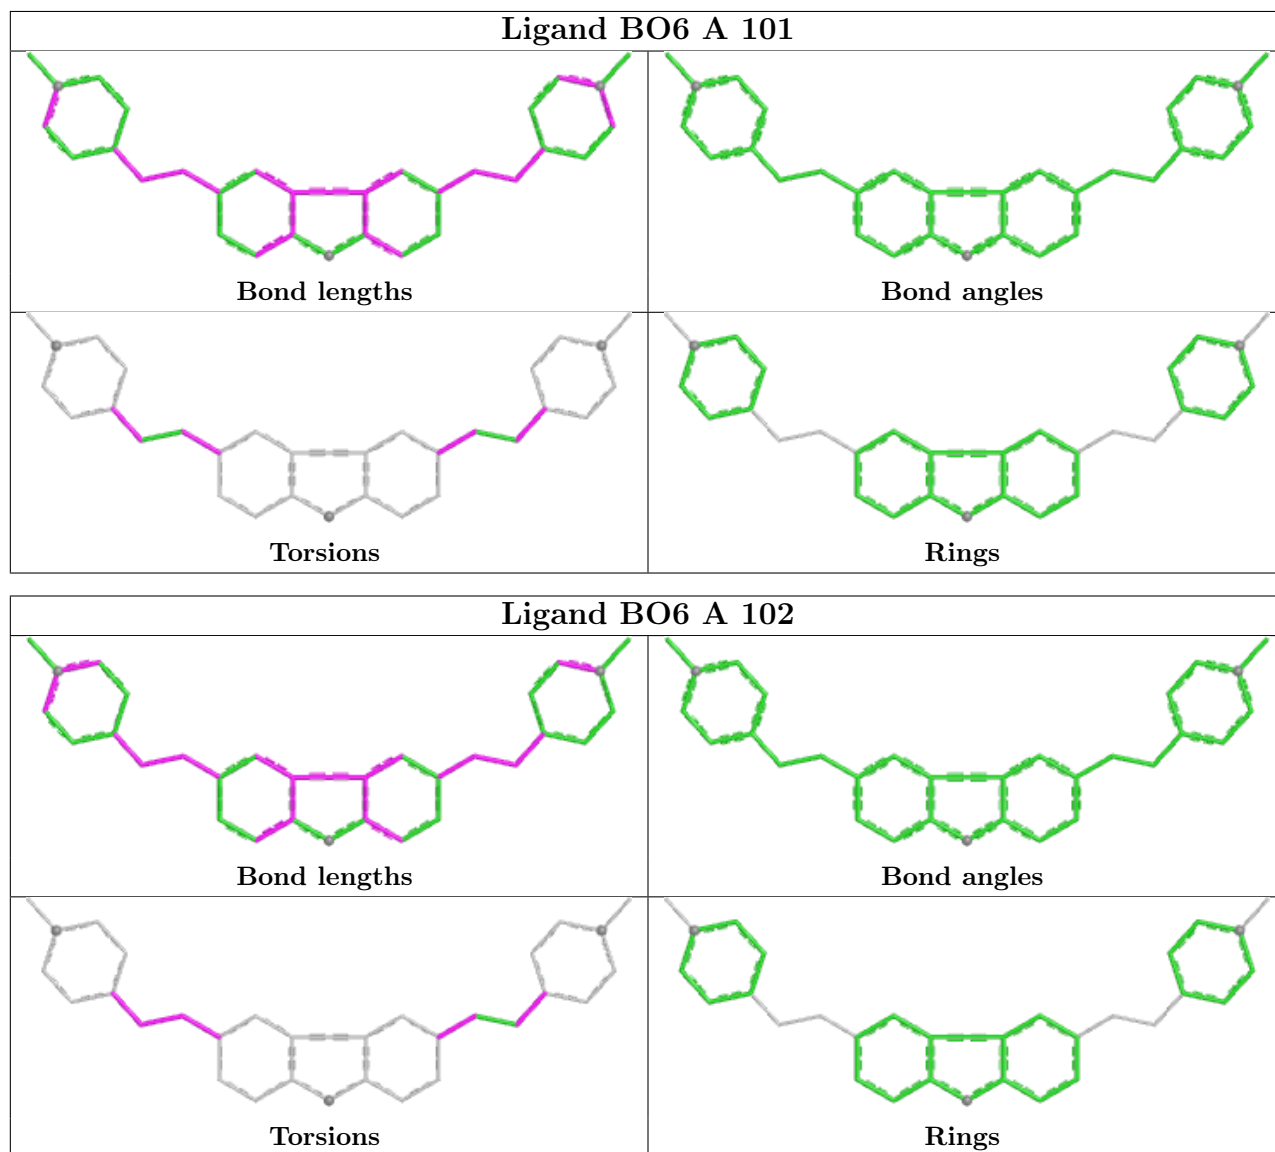 Ligand BO6 A 101
Bond lengths
Bond angles
Torsions
Rings
Ligand BO6 A 102
Bond lengths
Bond angles
Torsions
Rings